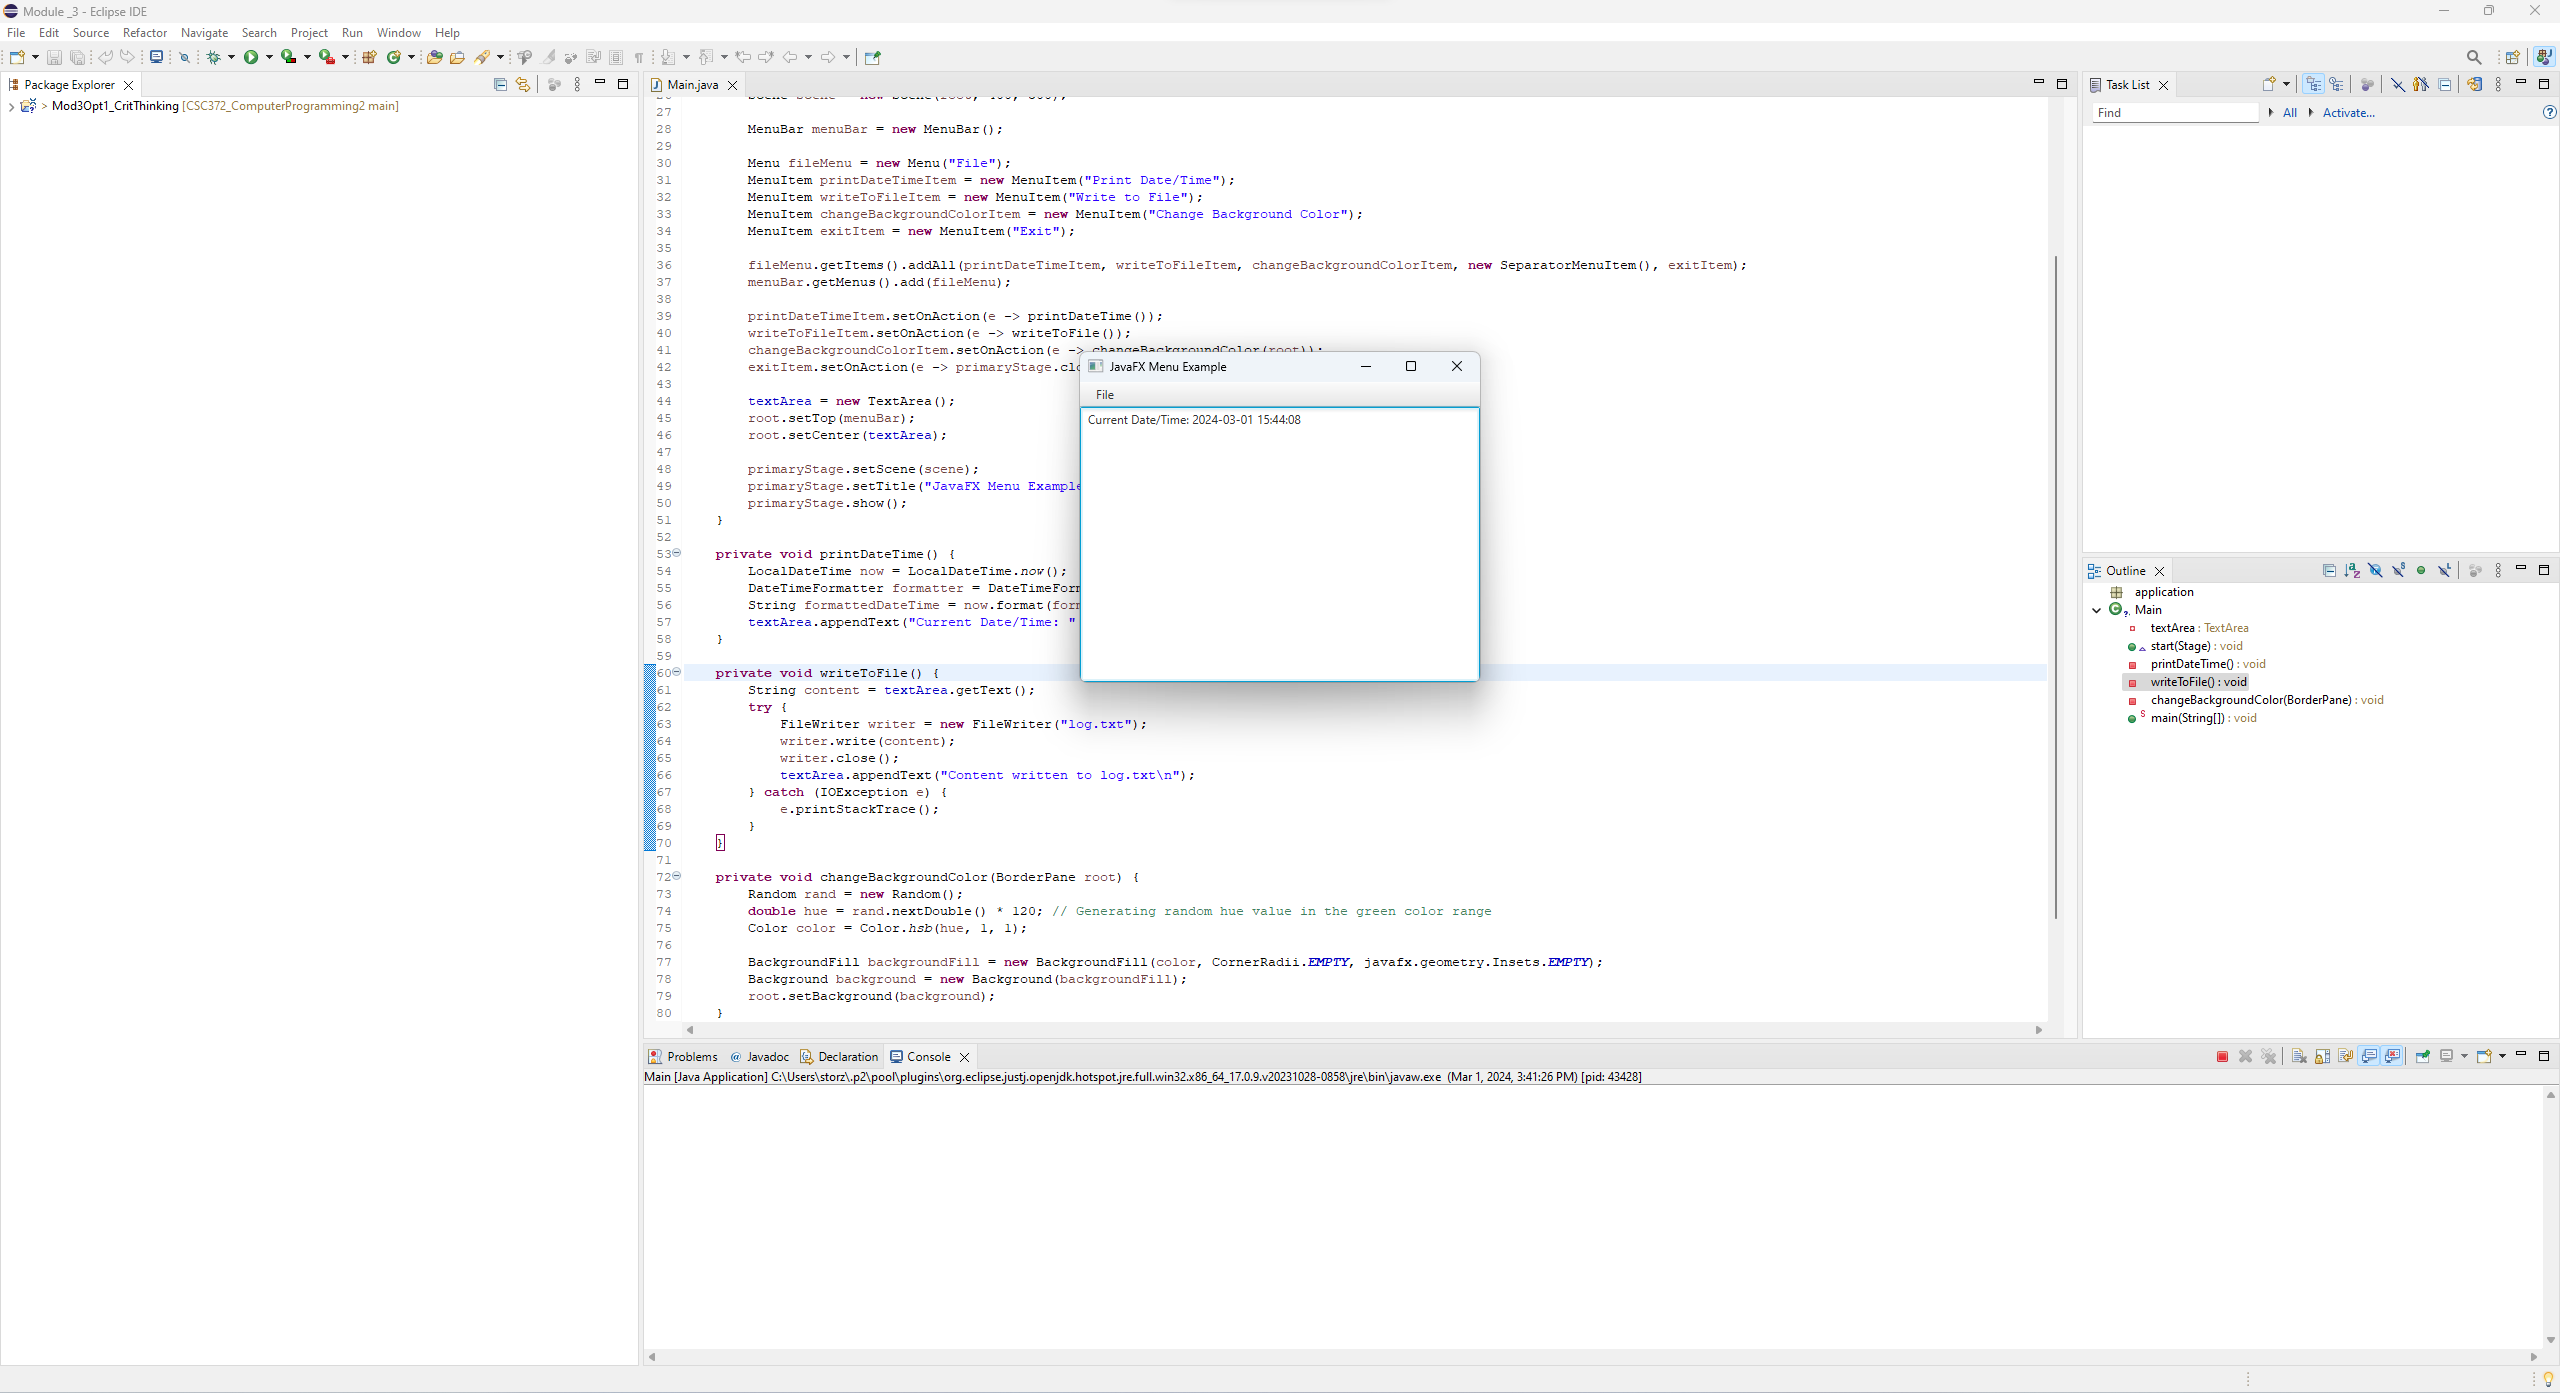 Module _3 - Eclipse IDE
File Edit Source Refactor Navigate Search Project Run Window Help
Package Explorer
> Mod3Opt1_CritThinking [CSC372_ComputerProgramming2 main]
Main.java
27
28 MenuBar menuBar = new MenuBar();
29
30 Menu fileMenu = new Menu("File");
31 MenuItem printDateTimeItem = new MenuItem("Print Date/Time");
32 MenuItem writeToFileItem = new MenuItem("Write to File");
33 MenuItem changeBackgroundColorItem = new MenuItem("Change Background Color");
34 MenuItem exitItem = new MenuItem("Exit");
35
36 fileMenu.getItems().addAll(printDateTimeItem, writeToFileItem, changeBackgroundColorItem, new SeparatorMenuItem(), exitItem);
37 menuBar.getMenus().add(fileMenu);
38
39 printDateTimeItem.setOnAction(e -> printDateTime());
40 writeToFileItem.setOnAction(e -> writeToFile());
41 changeBackgroundColorItem.setOnAction(e -> changeBackgroundColor(root));
42 exitItem.setOnAction(e -> primaryStage.clo
43
44 textArea = new TextArea();
45 root.setTop(menuBar);
46 root.setCenter(textArea);
47
48 primaryStage.setScene(scene);
49 primaryStage.setTitle("JavaFX Menu Example
50 primaryStage.show();
51 }
52
53 private void printDateTime() {
54 LocalDateTime now = LocalDateTime.now();
55 DateTimeFormatter formatter = DateTimeForm
56 String formattedDateTime = now.format(form
57 textArea.appendText("Current Date/Time: "
58 }
59
60 private void writeToFile() {
61 String content = textArea.getText();
62 try {
63 FileWriter writer = new FileWriter("log.txt");
64 writer.write(content);
65 writer.close();
66 textArea.appendText("Content written to log.txt\n");
67 } catch (IOException e) {
68 e.printStackTrace();
69 }
70 }
71
72 private void changeBackgroundColor(BorderPane root) {
73 Random rand = new Random();
74 double hue = rand.nextDouble() * 120; // Generating random hue value in the green color range
75 Color color = Color.hsb(hue, 1, 1);
76
77 BackgroundFill backgroundFill = new BackgroundFill(color, CornerRadii.EMPTY, javafx.geometry.Insets.EMPTY);
78 Background background = new Background(backgroundFill);
79 root.setBackground(background);
80 }
JavaFX Menu Example
File
Current Date/Time: 2024-03-01 15:44:08
Task List
Find All Activate...
Outline
application
Main
textArea : TextArea
start(Stage) : void
printDateTime() : void
writeToFile() : void
changeBackgroundColor(BorderPane) : void
main(String[]) : void
Problems Javadoc Declaration Console
Main [Java Application] C:\Users\storz\.p2\pool\plugins\org.eclipse.justj.openjdk.hotspot.jre.full.win32.x86_64_17.0.9.v20231028-0858\jre\bin\javaw.exe (Mar 1, 2024, 3:41:26 PM) [pid: 43428]